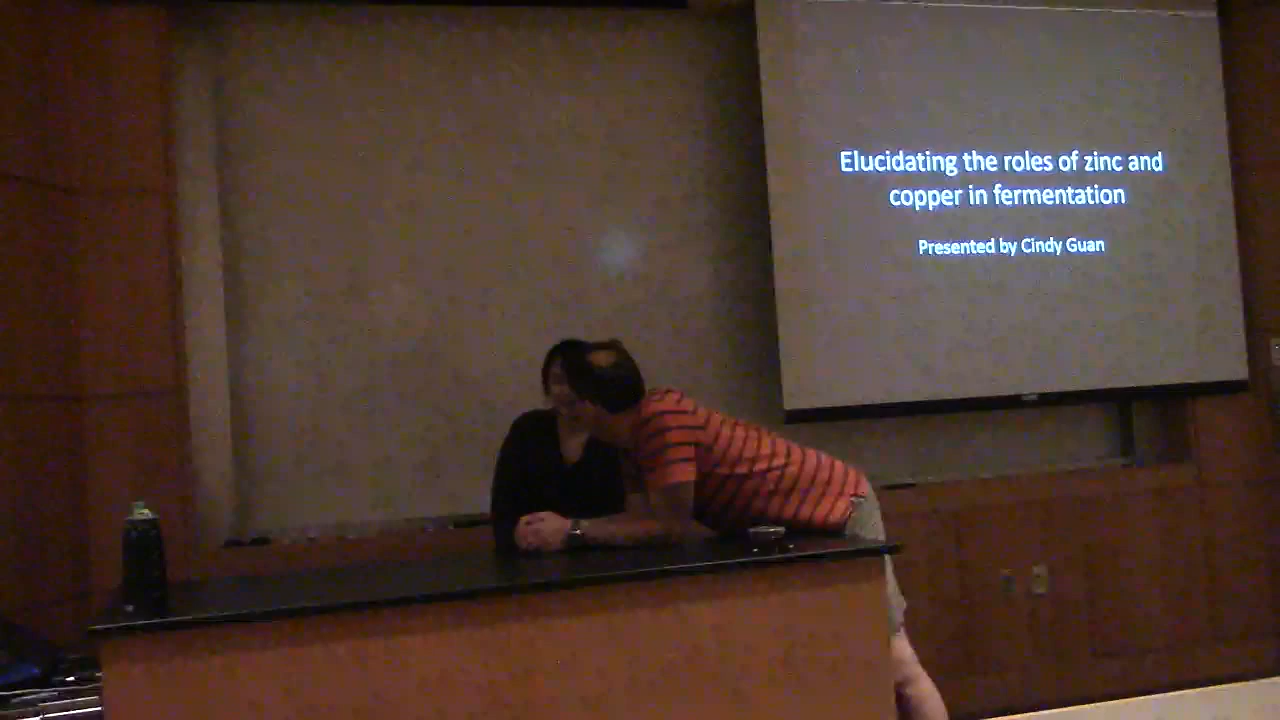 Elucidating the roles of zinc and
copper in fermentation
Presented by Cindy Guan